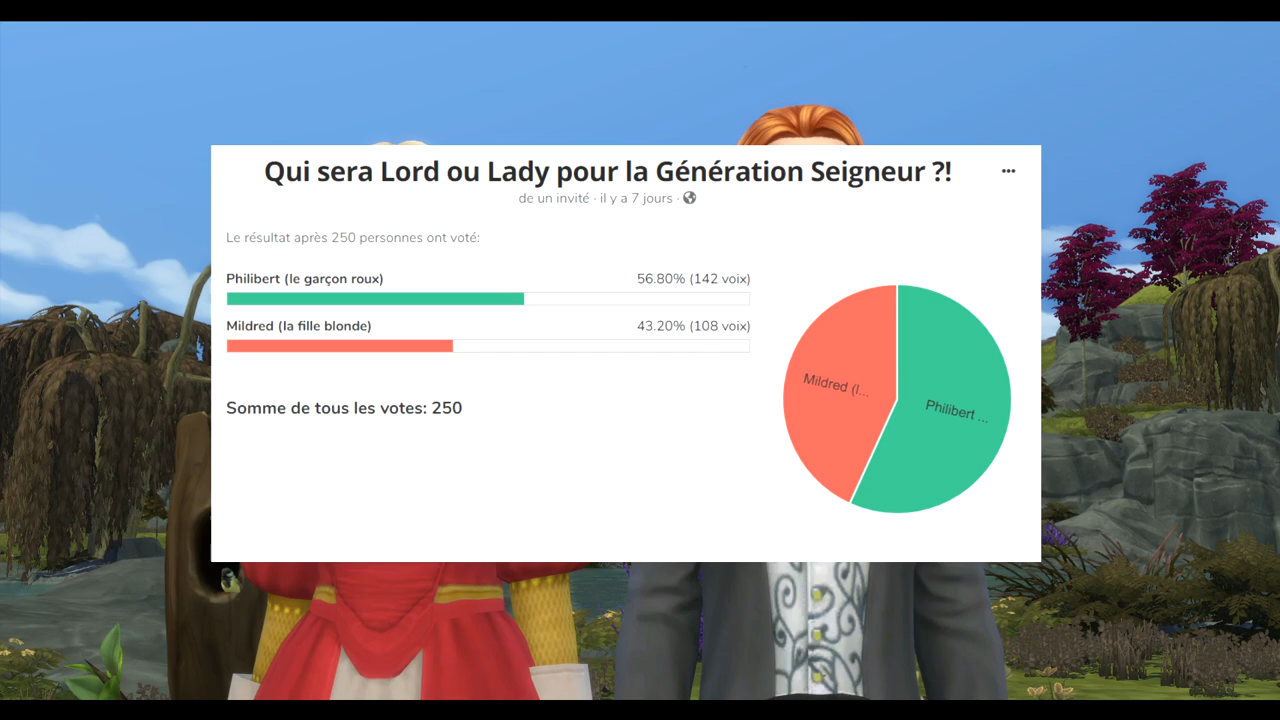 Qui sera Lord ou Lady pour la Génération Seigneur ?!
•••
de un invité · il y a 7 jours ·
Le résultat après 250 personnes ont voté:
Philibert (le garçon roux) 56.80% (142 voix)
Mildred (la fille blonde) 43.20% (108 voix)
Mildred (l...
Philibert ...
Somme de tous les votes: 250